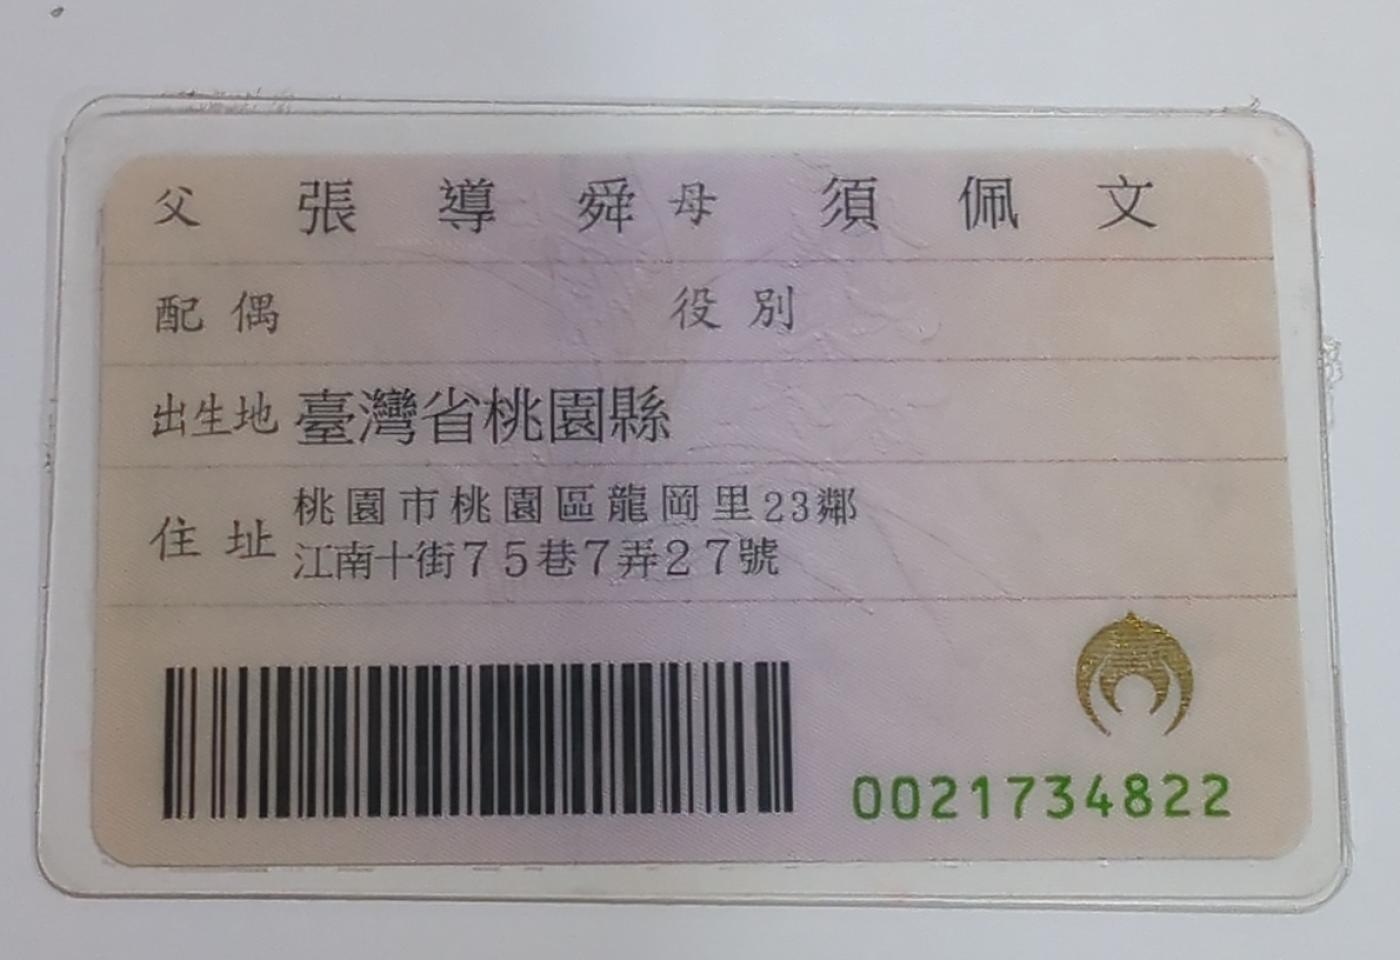 父 張導舜 母 須佩文
配偶 役別
出生地 臺灣省桃園縣
住址 桃園市桃園區龍岡里23鄰
江南十街75巷7弄27號
0021734822